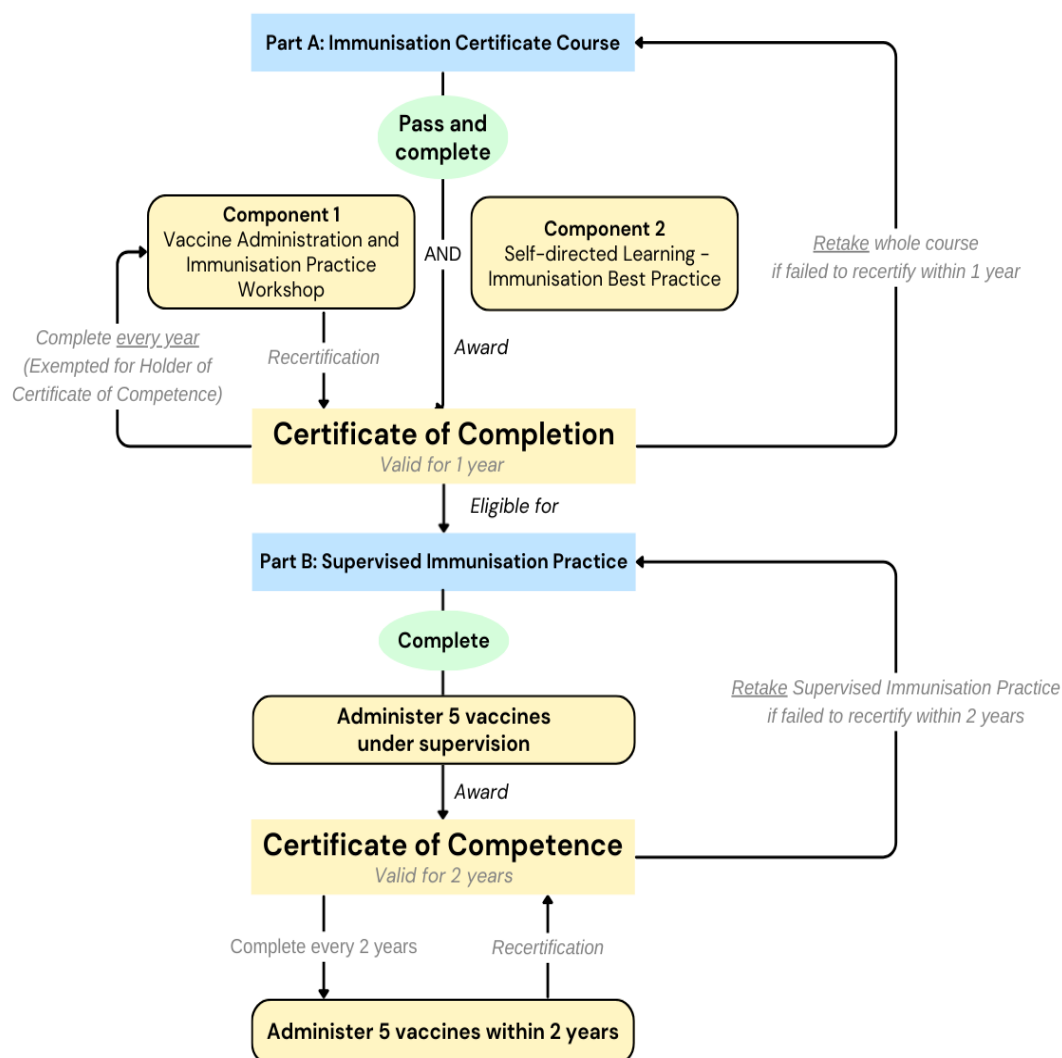 Part A: Immunisation Certificate Course
Pass and
complete
Component 1
Vaccine Administration and
Immunisation Practice
Workshop
AND
Component 2
Self-directed Learning -
Immunisation Best Practice
Retake whole course
if failed to recertify within 1 year
Complete every year
(Exempted for Holder of
Certificate of Competence)
Recertification
Award
Certificate of Completion
Valid for 1 year
Eligible for
Part B: Supervised Immunisation Practice
Complete
Retake Supervised Immunisation Practice
if failed to recertify within 2 years
Administer 5 vaccines
under supervision
Award
Certificate of Competence
Valid for 2 years
Complete every 2 years
Recertification
Administer 5 vaccines within 2 years